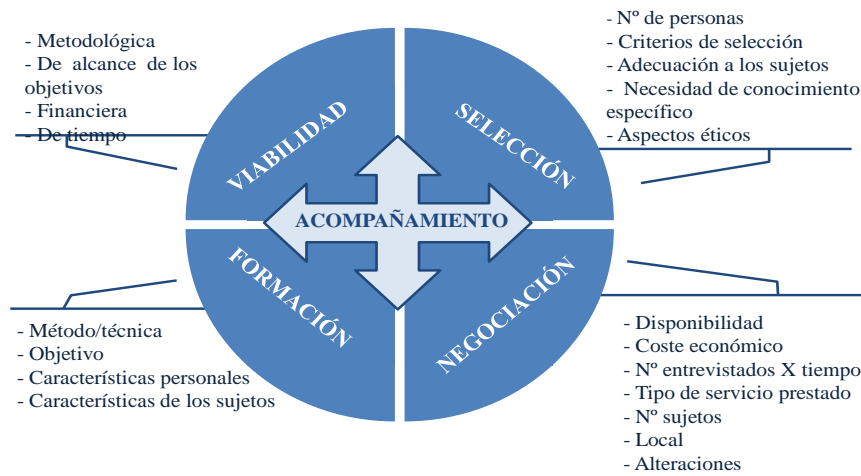 - Metodológica
- De alcance de los
objetivos
- Financiera
- De tiempo
- Nº de personas
- Criterios de selección
- Adecuación a los sujetos
- Necesidad de conocimiento
específico
- Aspectos éticos
VIABILIDAD
SELECCIÓN
ACOMPAÑAMIENTO
FORMACIÓN
NEGOCIACIÓN
- Método/técnica
- Objetivo
- Características personales
- Características de los sujetos
- Disponibilidad
- Coste económico
- Nº entrevistados X tiempo
- Tipo de servicio prestado
- Nº sujetos
- Local
- Alteraciones